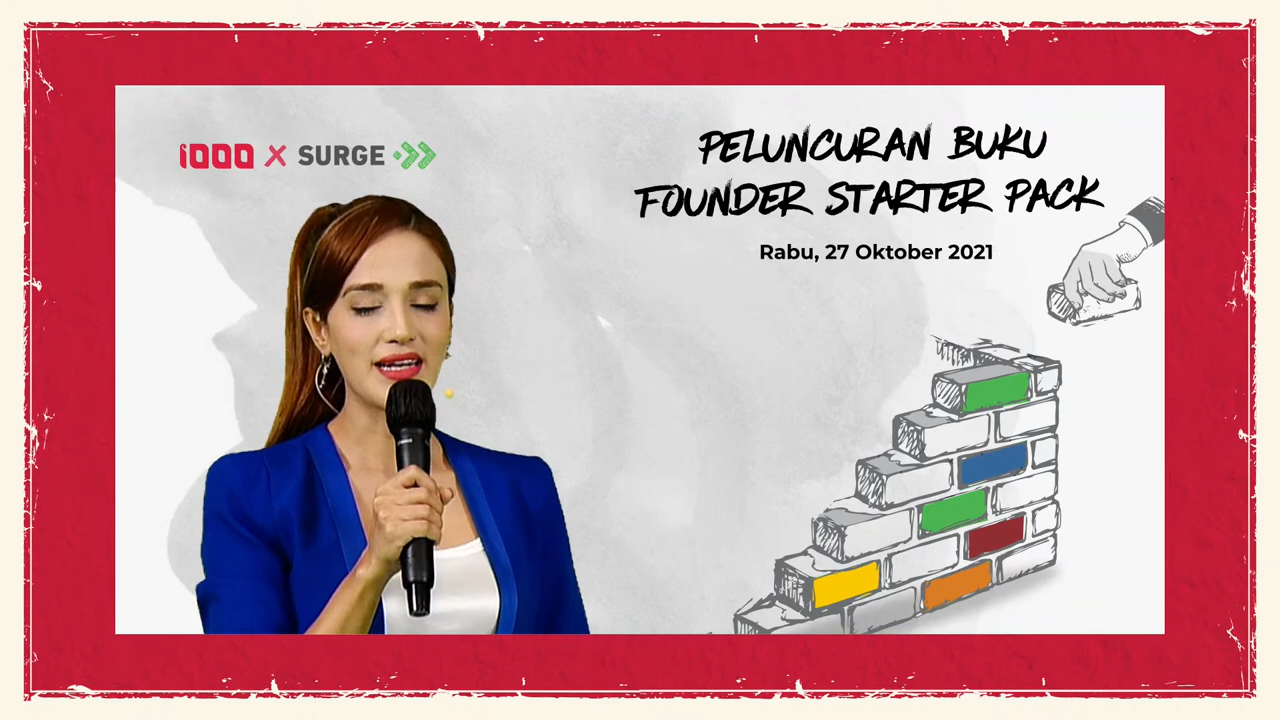 1000 X SURGE
PELUNCURAN BUKU
FOUNDER STARTER PACK
Rabu, 27 Oktober 2021